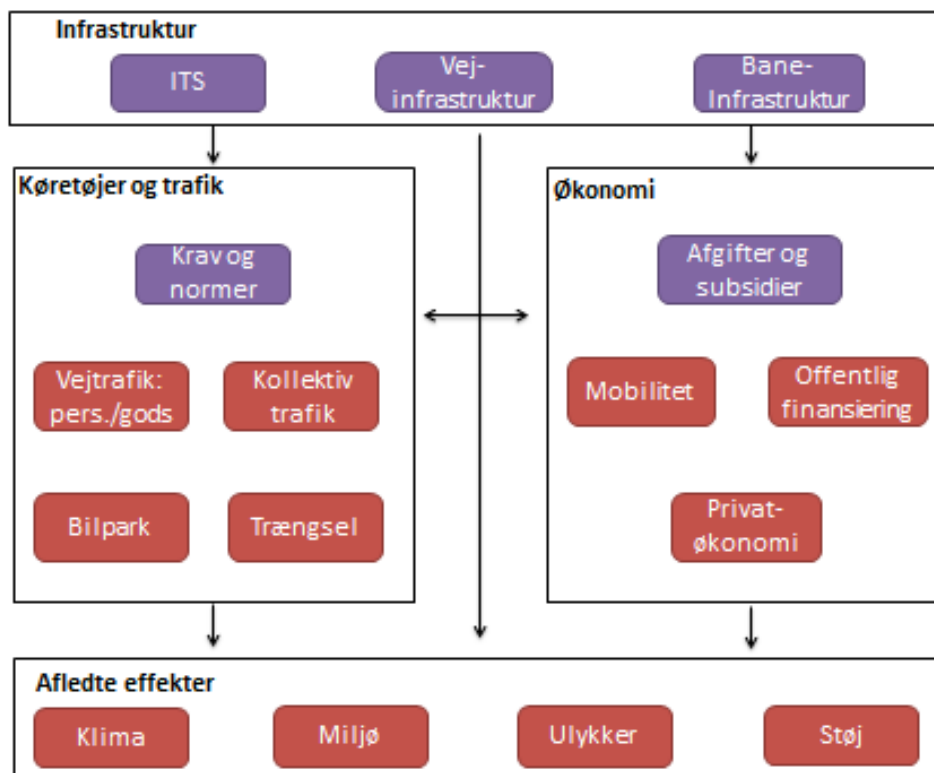 Infrastruktur
ITS
Vej-
infrastruktur
Bane-
Infrastruktur
Køretøjer og trafik
Krav og
normer
Vejtrafik:
pers./gods
Kollektiv
trafik
Bilpark
Trængsel
Økonomi
Afgifter og
subsidier
Mobilitet
Offentlig
finansiering
Privat-
økonomi
Afledte effekter
Klima
Miljø
Ulykker
Støj